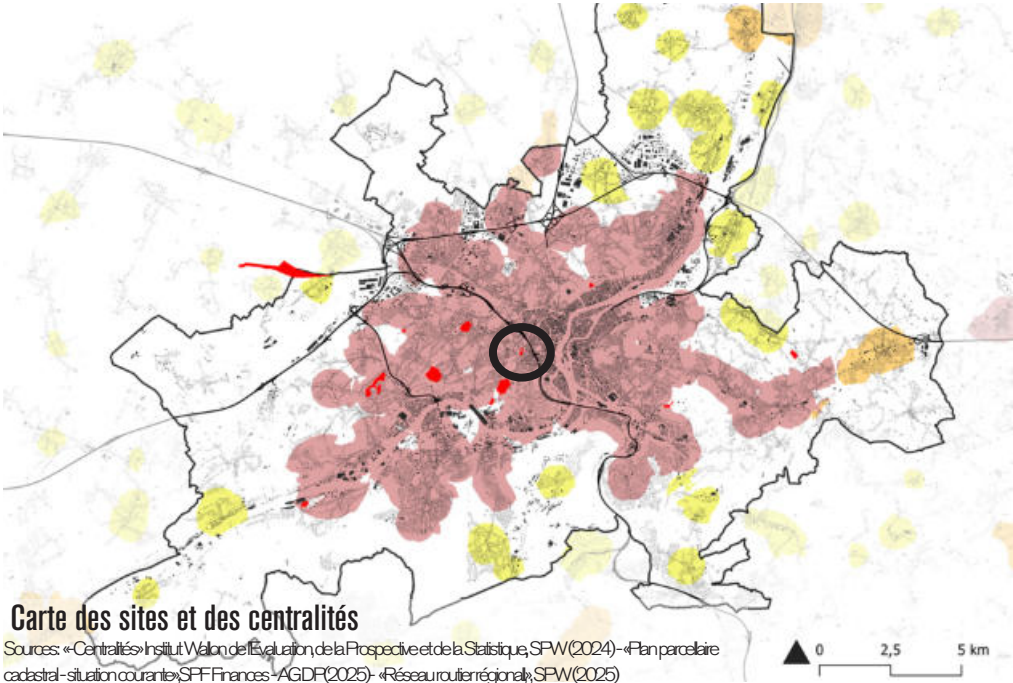 Carte des sites et des centralités
Sources: «Centralités» Institut Wallon de l'Évaluation, de la Prospective et de la Statistique, SPW (2024) - «Plan parcellaire
cadastral - situation courante», SPF Finances - AGDP (2025) - «Réseau routier régional», SPW (2025)
0 2,5 5 km